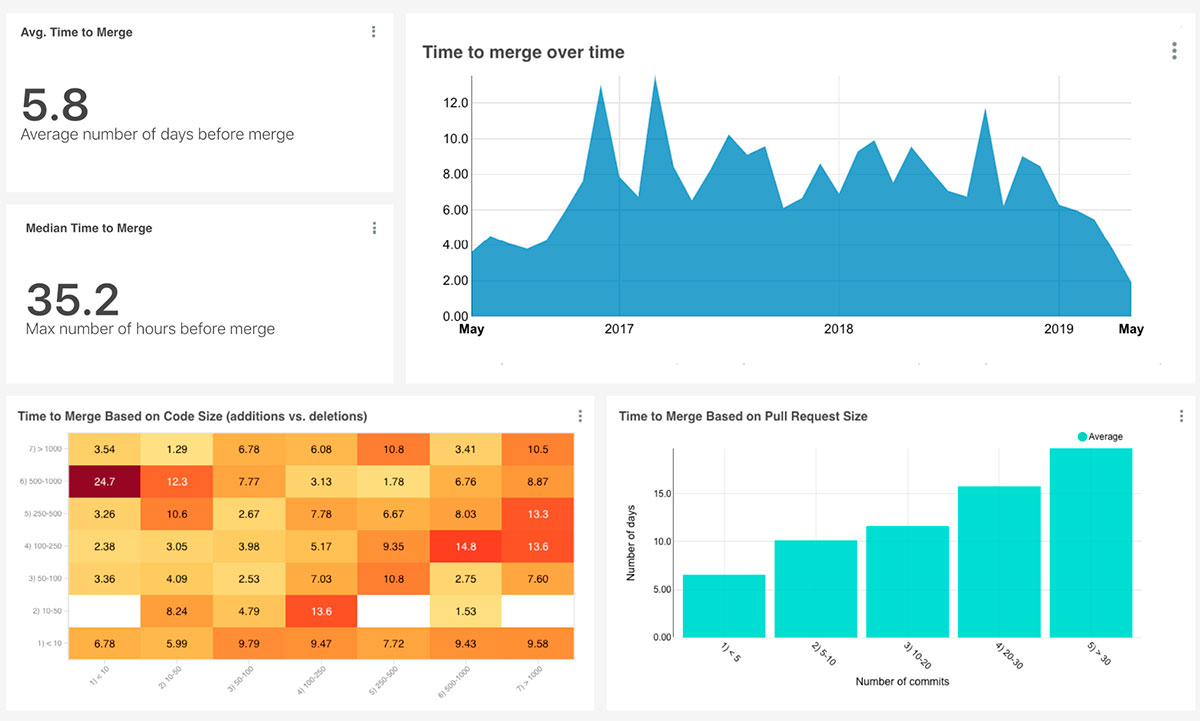 Avg. Time to Merge
5.8
Average number of days before merge
Median Time to Merge
35.2
Max number of hours before merge
Time to merge over time
12.0
10.0
8.00
6.00
4.00
2.00
0.00
May 2017 2018 2019 May
Time to Merge Based on Code Size (additions vs. deletions)
7) > 1000 3.54 1.29 6.78 6.08 10.8 3.41 10.5
6) 500-1000 24.7 12.3 7.77 3.13 1.78 6.76 8.87
5) 250-500 3.26 10.6 2.67 7.78 6.67 8.03 13.3
4) 100-250 2.38 3.05 3.98 5.17 9.35 14.8 13.6
3) 50-100 3.36 4.09 2.53 7.03 10.8 2.75 7.60
2) 10-50 8.24 4.79 13.6 1.53
1) < 10 6.78 5.99 9.79 9.47 7.72 9.43 9.58
1) < 10 2) 10-50 3) 50-100 4) 100-250 5) 250-500 6) 500-1000 7) > 1000
Time to Merge Based on Pull Request Size
Average
Number of days
15.0
10.0
5.00
0.00
1) < 5 2) 5-10 3) 10-20 4) 20-30 5) > 30
Number of commits